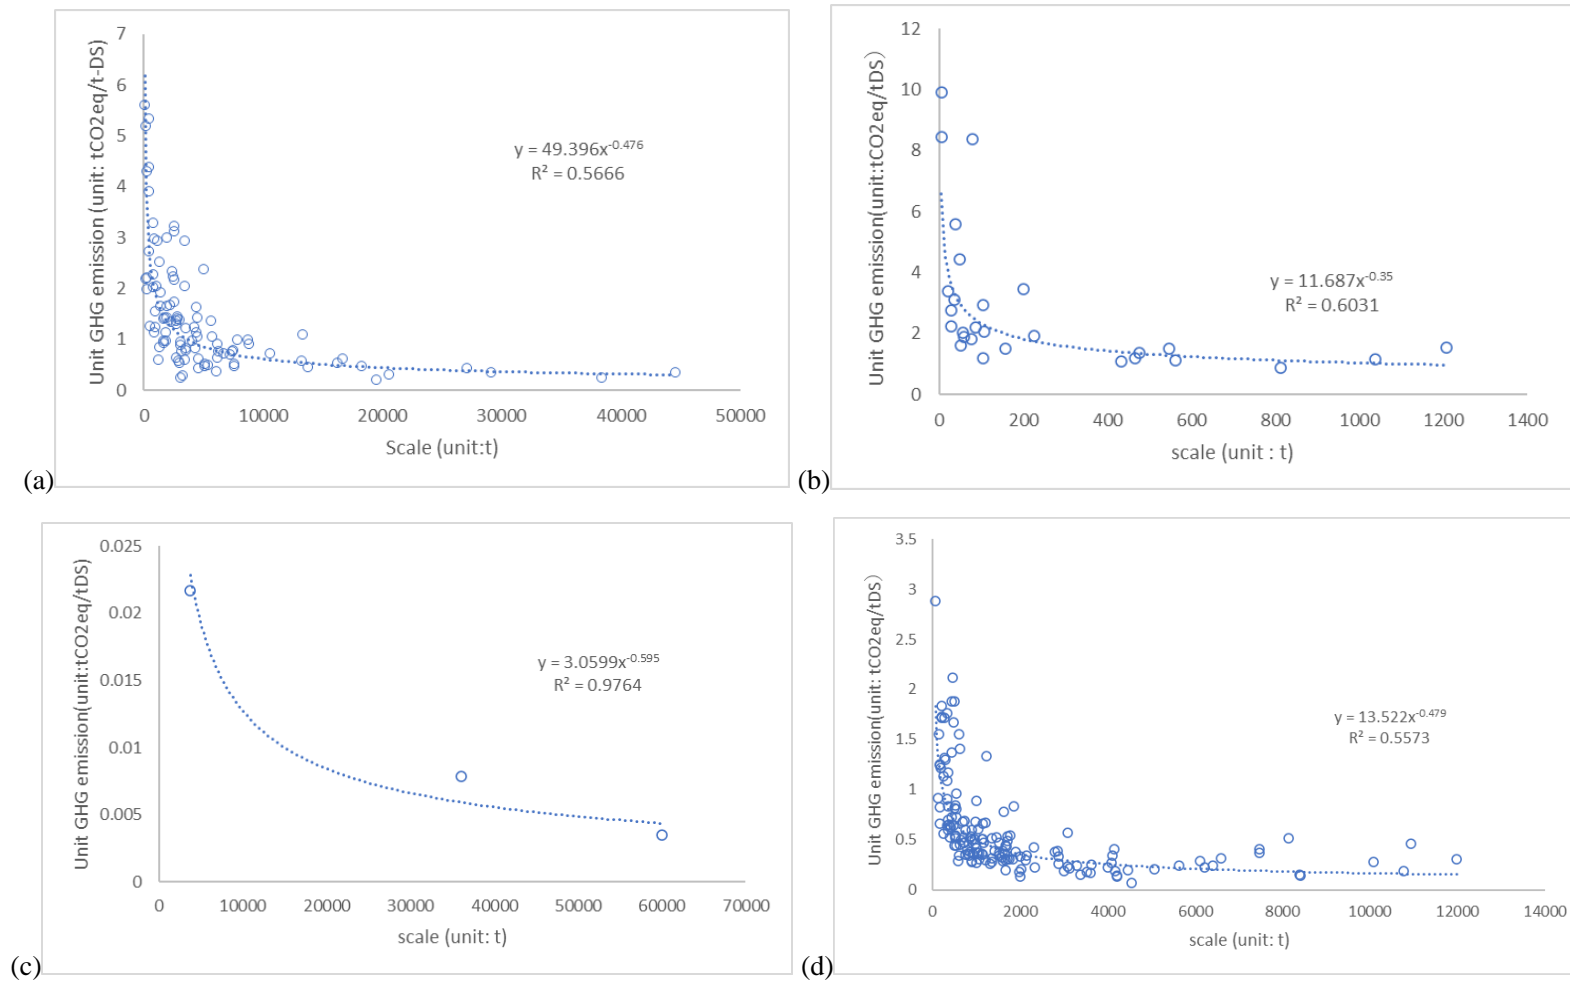 7
6
5
4
3
2
1
0
Unit GHG emission (unit: tCO2eq/t-DS)
y = 49.396x^-0.476
R² = 0.5666
0 10000 20000 30000 40000 50000
Scale (unit:t)
(a)
12
10
8
6
4
2
0
Unit GHG emission(unit:tCO2eq/tDS)
y = 11.687x^-0.35
R² = 0.6031
0 200 400 600 800 1000 1200 1400
scale (unit : t)
(b)
0.025
0.02
0.015
0.01
0.005
0
Unit GHG emission(unit:tCO2eq/tDS)
y = 3.0599x^-0.595
R² = 0.9764
0 10000 20000 30000 40000 50000 60000 70000
scale (unit: t)
(c)
3.5
3
2.5
2
1.5
1
0.5
0
Unit GHG emission(unit: tCO2eq/tDS)
y = 13.522x^-0.479
R² = 0.5573
0 2000 4000 6000 8000 10000 12000 14000
scale (unit: t)
(d)